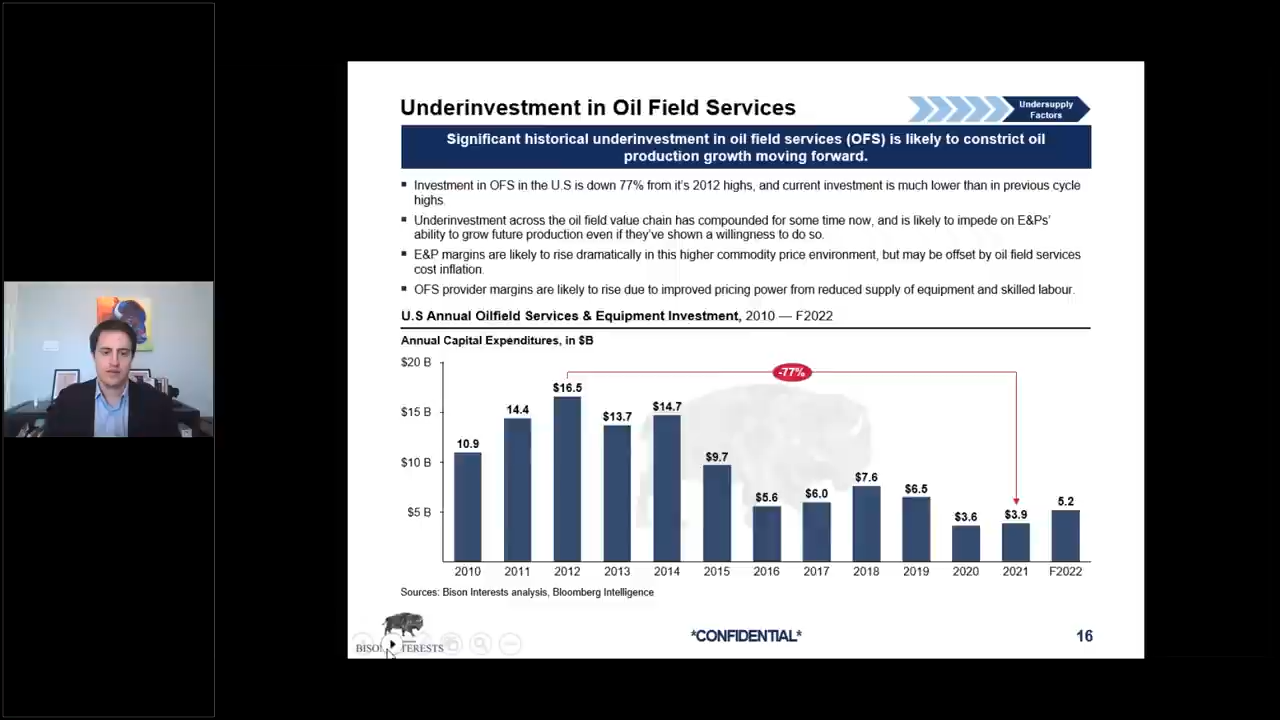 Underinvestment in Oil Field Services
Undersupply
Factors
Significant historical underinvestment in oil field services (OFS) is likely to constrict oil
production growth moving forward.
▪ Investment in OFS in the U.S is down 77% from it's 2012 highs, and current investment is much lower than in previous cycle
highs.
▪ Underinvestment across the oil field value chain has compounded for some time now, and is likely to impede on E&Ps'
ability to grow future production even if they've shown a willingness to do so.
▪ E&P margins are likely to rise dramatically in this higher commodity price environment, but may be offset by oil field services
cost inflation.
▪ OFS provider margins are likely to rise due to improved pricing power from reduced supply of equipment and skilled labour.
U.S Annual Oilfield Services & Equipment Investment, 2010 — F2022
Annual Capital Expenditures, in $B
$20 B
-77%
$16.5
$15 B
14.4
$14.7
$13.7
10.9
$10 B
$9.7
$7.6
$6.5
$6.0
$5.6
$5 B
$3.6
$3.9
5.2
2010 2011 2012 2013 2014 2015 2016 2017 2018 2019 2020 2021 F2022
Sources: Bison Interests analysis, Bloomberg Intelligence
*CONFIDENTIAL*
16